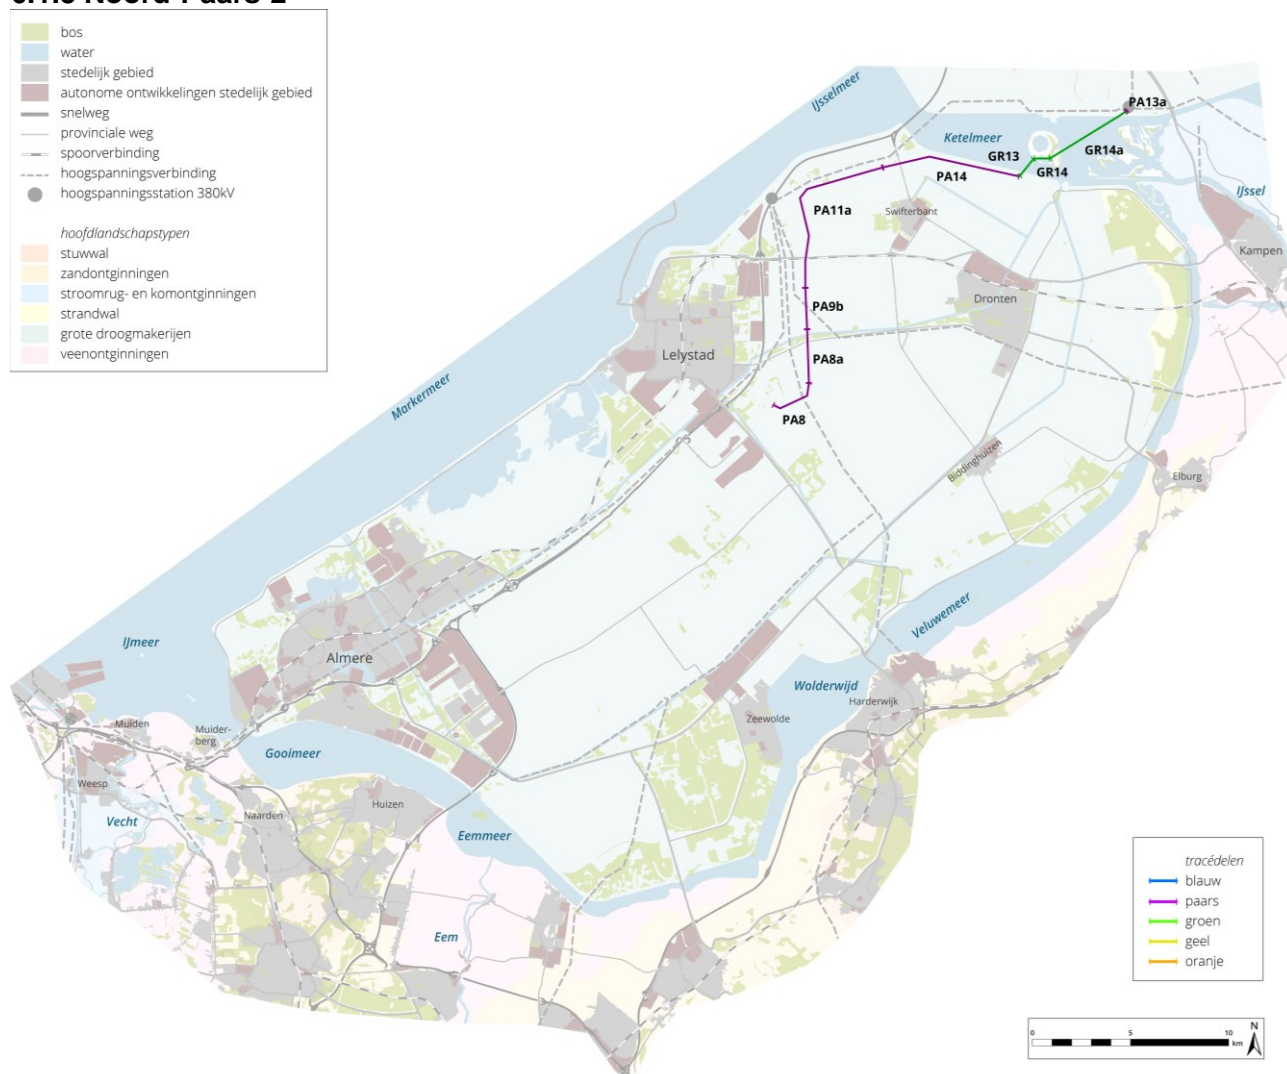 bos
water
stedelijk gebied
autonome ontwikkelingen stedelijk gebied
snelweg
provinciale weg
spoorverbinding
hoogspanningsverbinding
hoogspanningsstation 380kV
hoofdlandschapstypen
stuwwal
zandontginningen
stroomrug- en komontginningen
strandwal
grote droogmakerijen
veenontginningen
IJsselmeer
PA13a
Ketelmeer
GR13
GR14a
GR14
PA14
IJssel
PA11a
Swifterbant
Kampen
Dronten
PA9b
Lelystad
PA8a
Markermeer
PA8
Biddinghuizen
Elburg
Veluwemeer
IJmeer
Almere
Wolderwijd
Harderwijk
Zeewolde
Muiden
Muider-
berg
Gooimeer
Weesp
Huizen
Naarden
Vecht
Eemmeer
Eem
tracédelen
blauw
paars
groen
geel
oranje
0 5 10
km
N